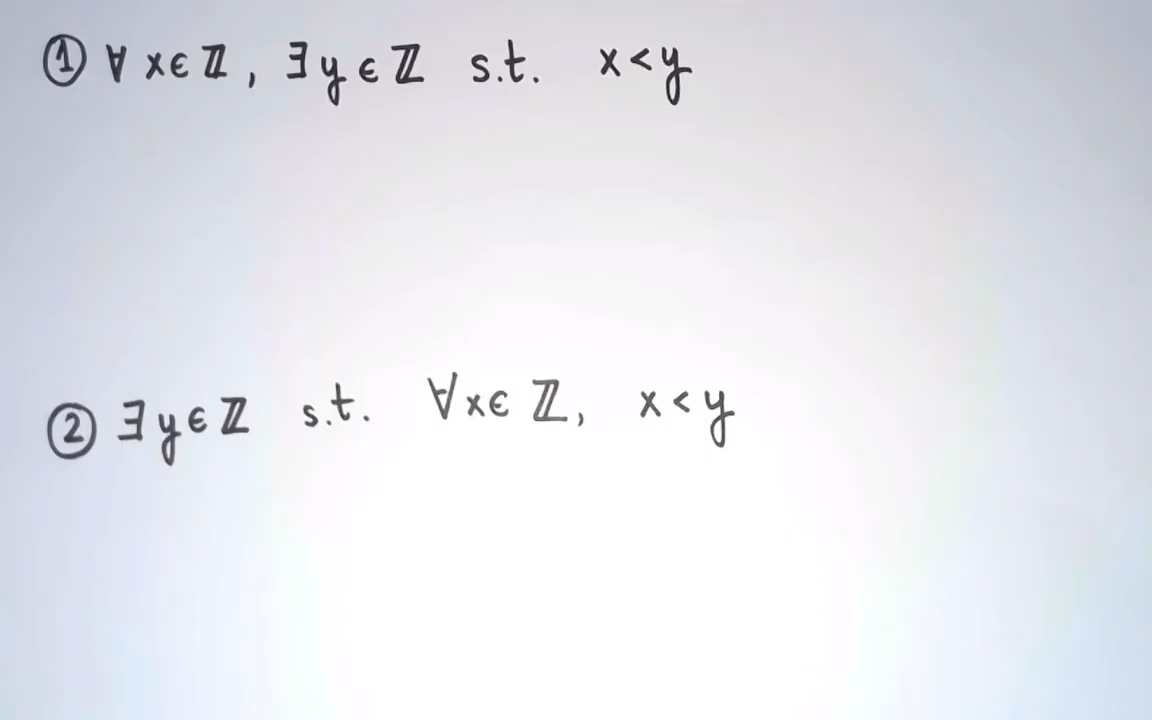 ① ∀ x ∈ ℤ, ∃ y ∈ ℤ s.t. x < y
② ∃ y ∈ ℤ s.t. ∀ x ∈ ℤ, x < y